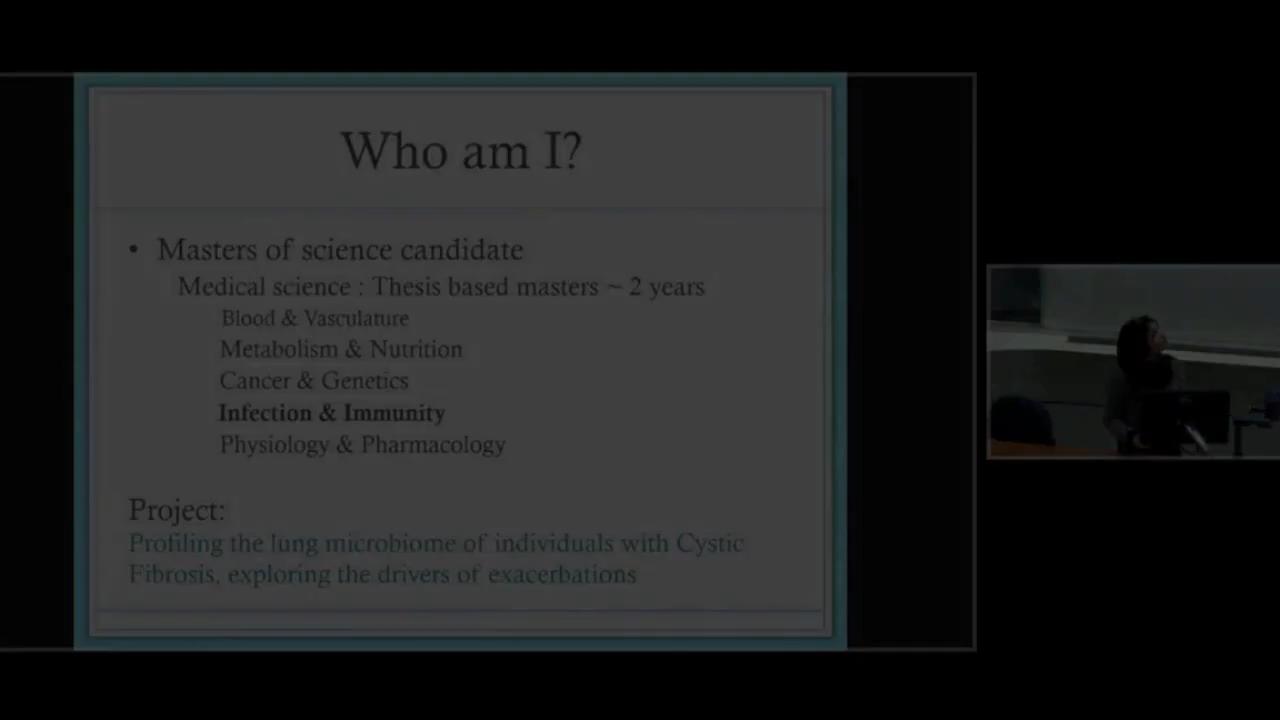 Who am I?
• Masters of science candidate
Medical science : Thesis based masters ~ 2 years
Blood & Vasculature
Metabolism & Nutrition
Cancer & Genetics
Infection & Immunity
Physiology & Pharmacology
Project:
Profiling the lung microbiome of individuals with Cystic
Fibrosis, exploring the drivers of exacerbations